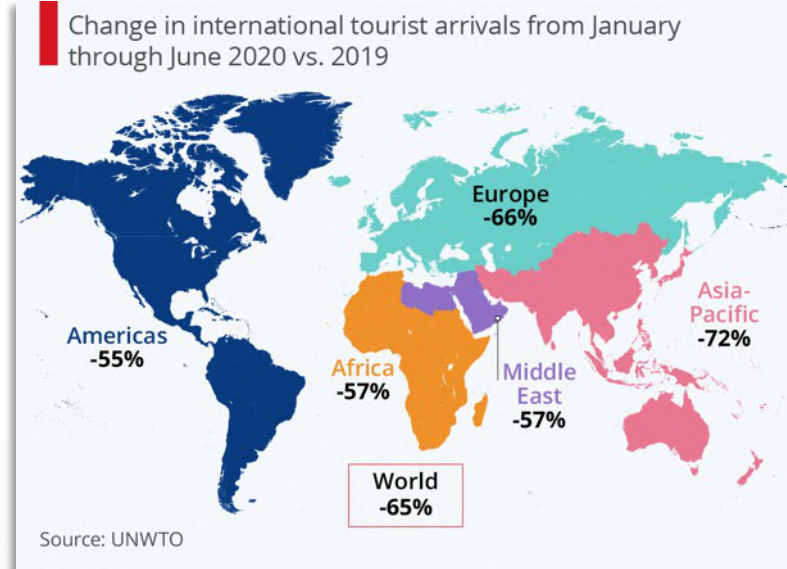 Change in international tourist arrivals from January
through June 2020 vs. 2019
Europe
-66%
Asia-
Pacific
-72%
Americas
-55%
Africa
-57%
Middle
East
-57%
World
-65%
Source: UNWTO